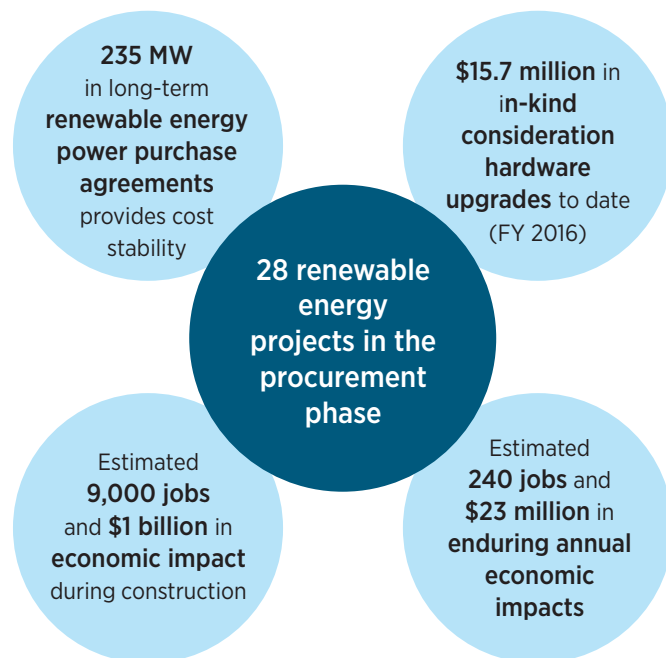 235 MW
in long-term
renewable energy
power purchase
agreements
provides cost
stability
$15.7 million in
in-kind
consideration
hardware
upgrades to date
(FY 2016)
28 renewable
energy
projects in the
procurement
phase
Estimated
9,000 jobs
and $1 billion in
economic impact
during construction
Estimated
240 jobs and
$23 million in
enduring annual
economic
impacts